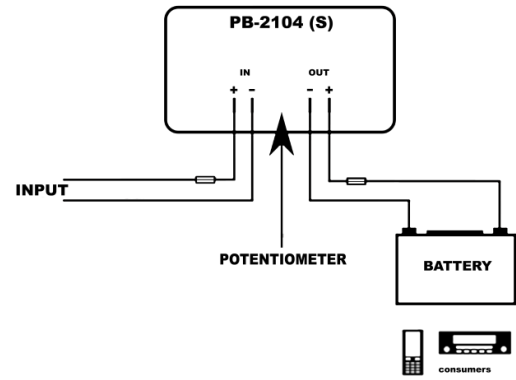 PB-2104 (S)
IN OUT
+ − − +
INPUT
POTENTIOMETER
BATTERY
consumers